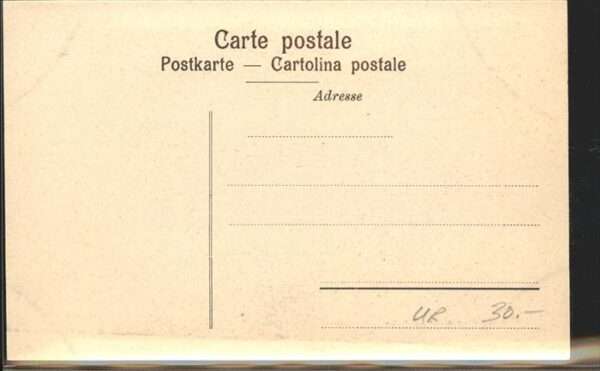 Carte postale
Postkarte — Cartolina postale
Adresse
UR. 30.-